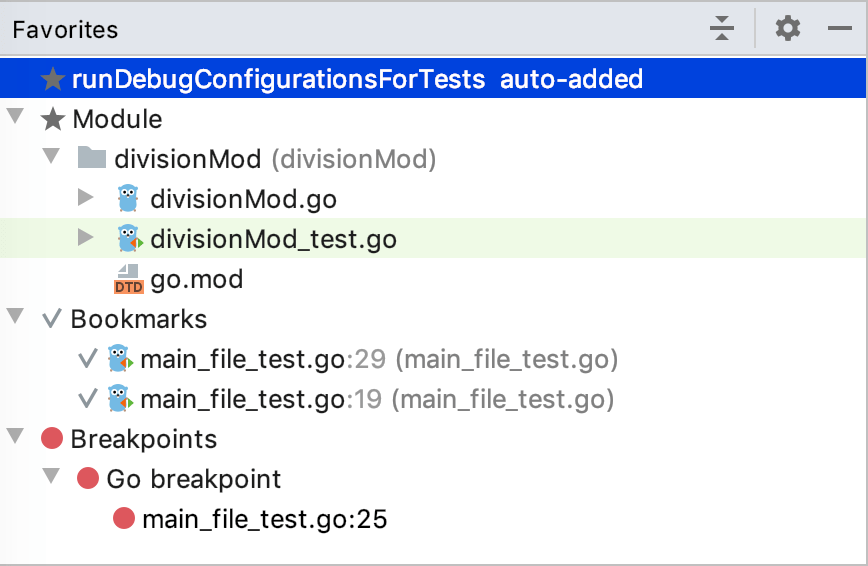 Favorites
runDebugConfigurationsForTests auto-added
Module
divisionMod (divisionMod)
divisionMod.go
divisionMod_test.go
DTD go.mod
Bookmarks
main_file_test.go:29 (main_file_test.go)
main_file_test.go:19 (main_file_test.go)
Breakpoints
Go breakpoint
main_file_test.go:25